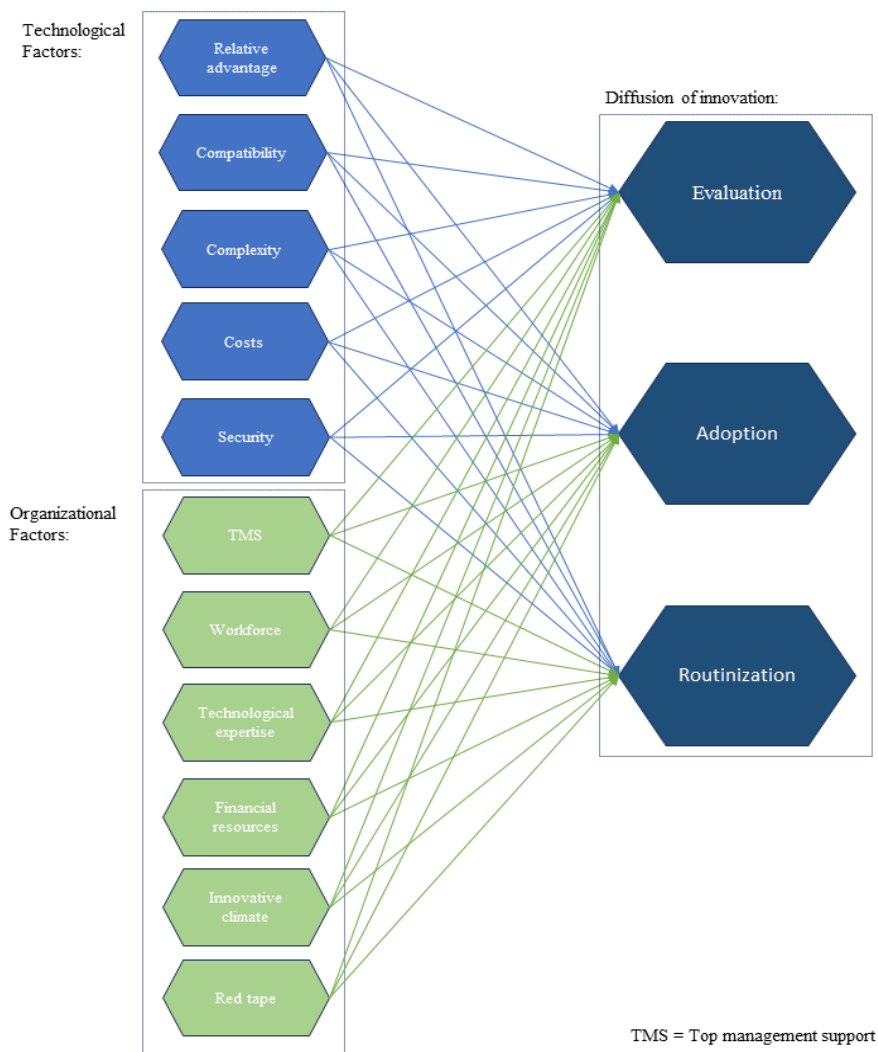 Technological
Factors:
Relative
advantage
Compatibility
Complexity
Costs
Security
Organizational
Factors:
TMS
Workforce
Technological
expertise
Financial
resources
Innovative
climate
Red tape
Diffusion of innovation:
Evaluation
Adoption
Routinization
TMS = Top management support